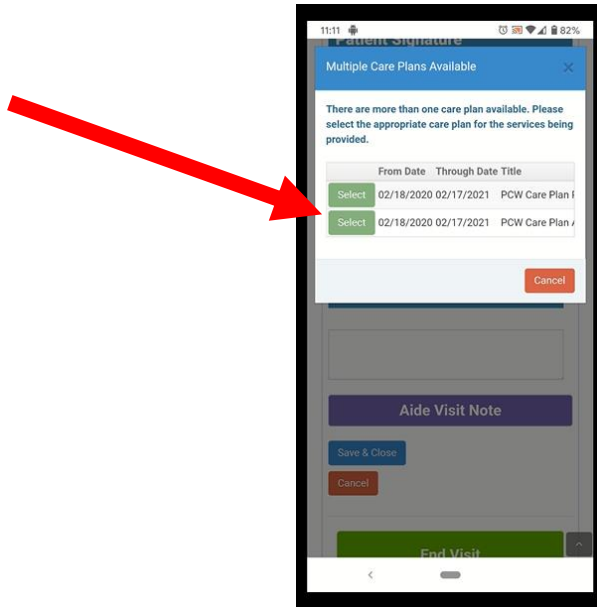 11:11 82%
Patient Signature
Multiple Care Plans Available ×
There are more than one care plan available. Please
select the appropriate care plan for the services being
provided.
From Date Through Date Title
Select 02/18/2020 02/17/2021 PCW Care Plan
Select 02/18/2020 02/17/2021 PCW Care Plan
Cancel
Aide Visit Note
Save & Close
Cancel
End Visit